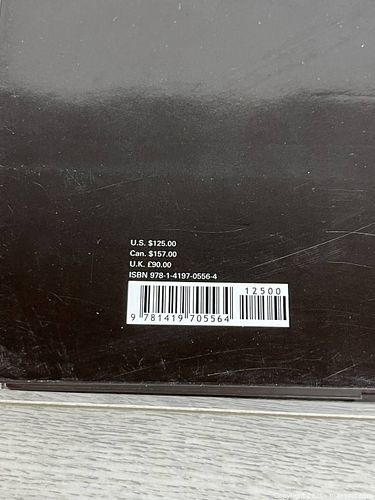 U.S. $125.00
Can. $157.00
U.K. £90.00
ISBN 978-1-4197-0556-4
12500
9 781419 705564